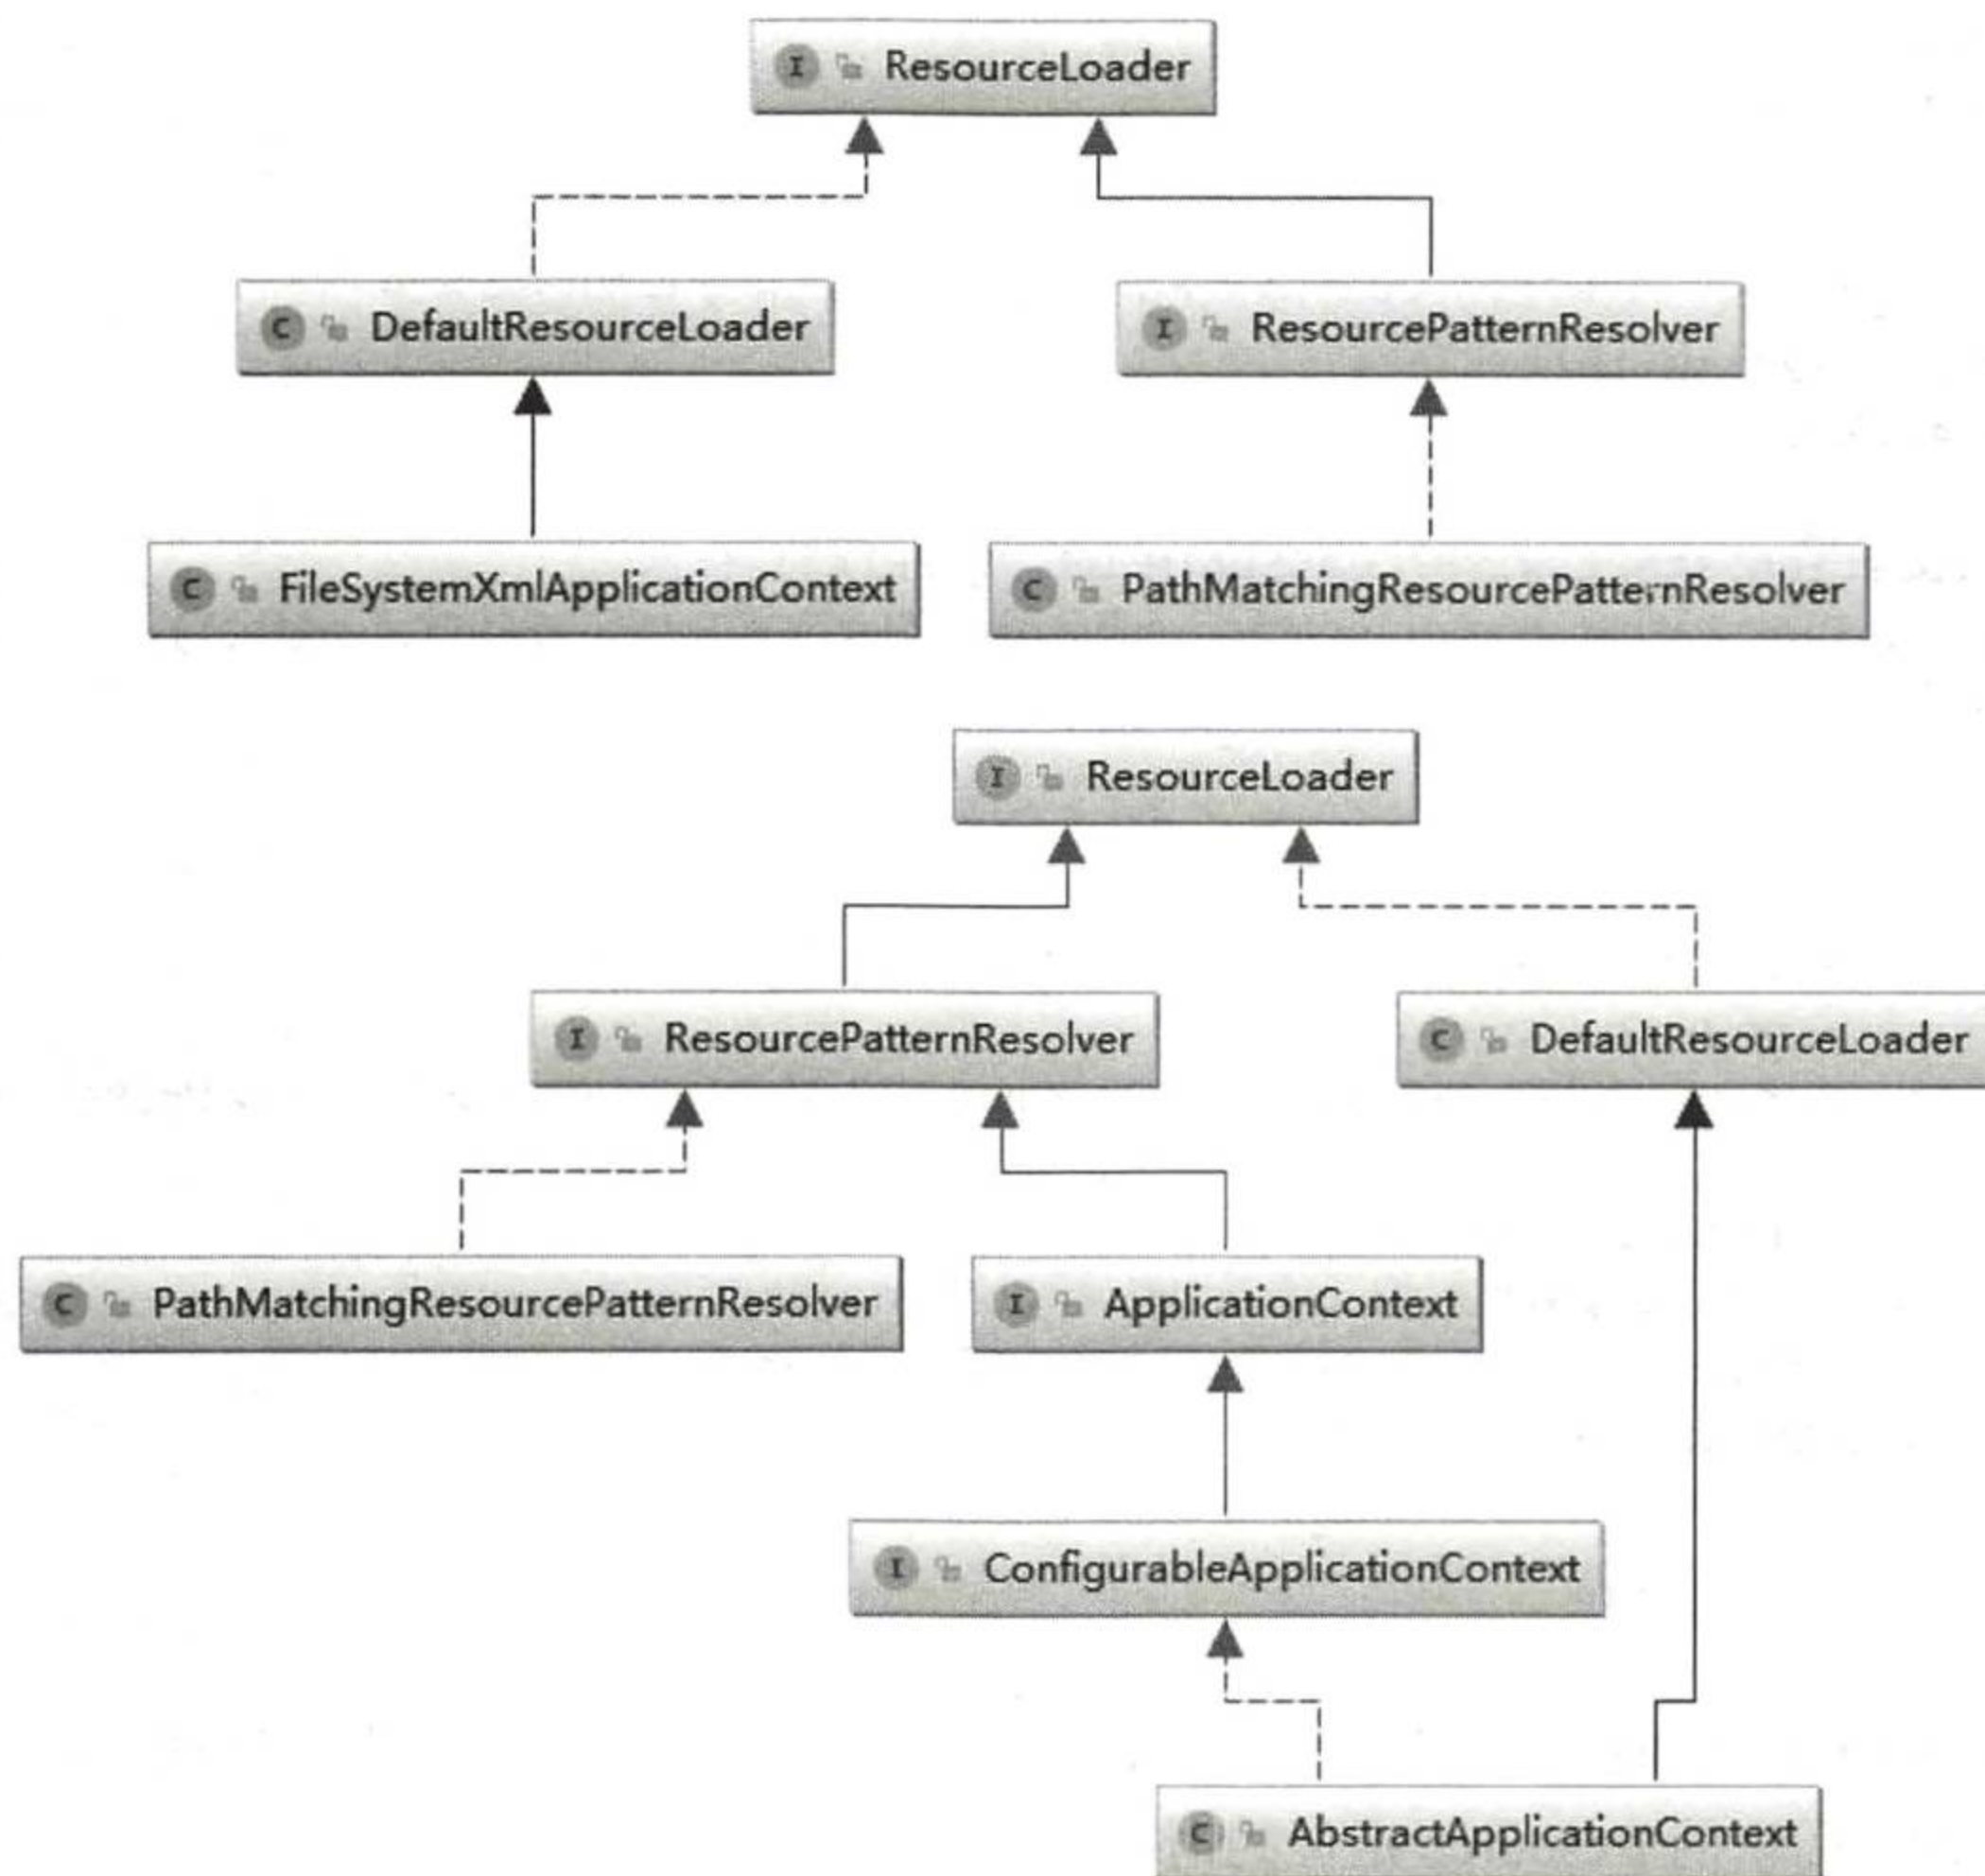 I ResourceLoader
C DefaultResourceLoader
I ResourcePatternResolver
C FileSystemXmlApplicationContext
C PathMatchingResourcePatternResolver
I ResourceLoader
I ResourcePatternResolver
C DefaultResourceLoader
C PathMatchingResourcePatternResolver
I ApplicationContext
I ConfigurableApplicationContext
C AbstractApplicationContext